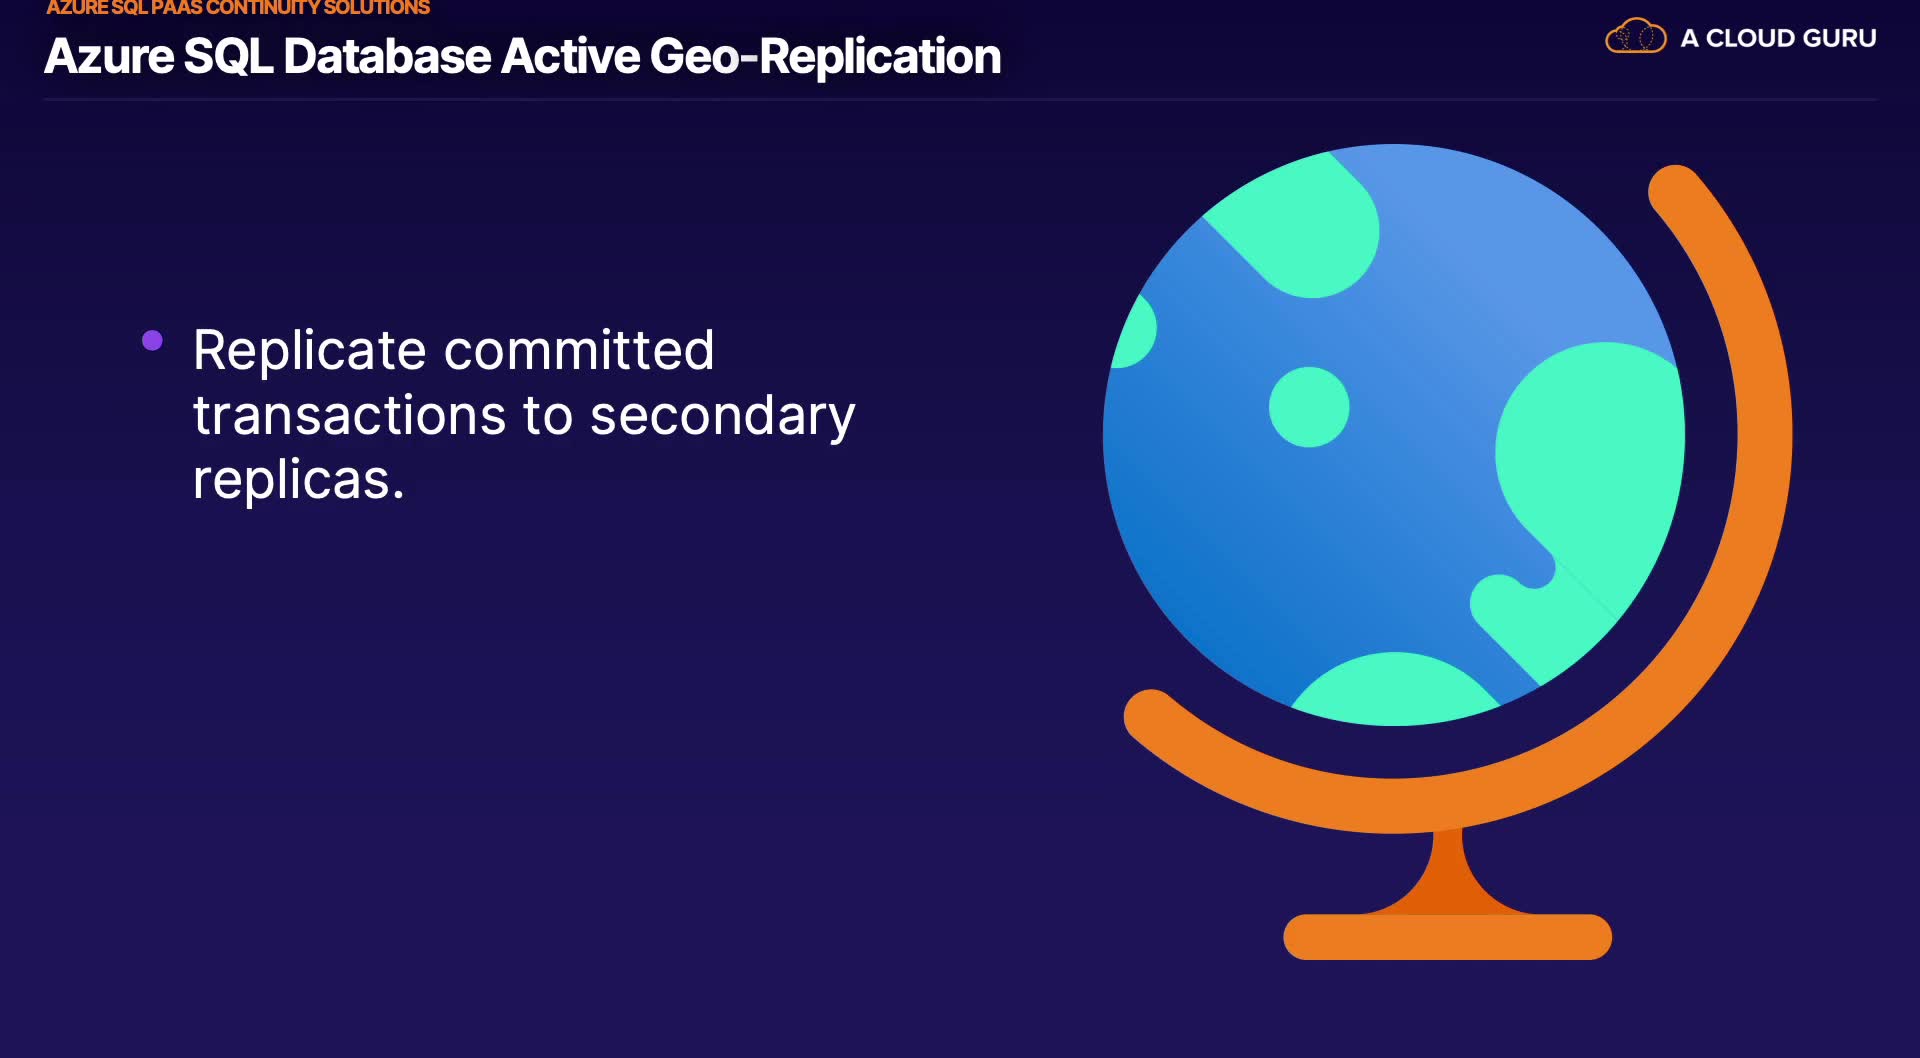 AZURE SQL PAAS CONTINUITY SOLUTIONS
Azure SQL Database Active Geo-Replication
A CLOUD GURU
Replicate committed
transactions to secondary
replicas.